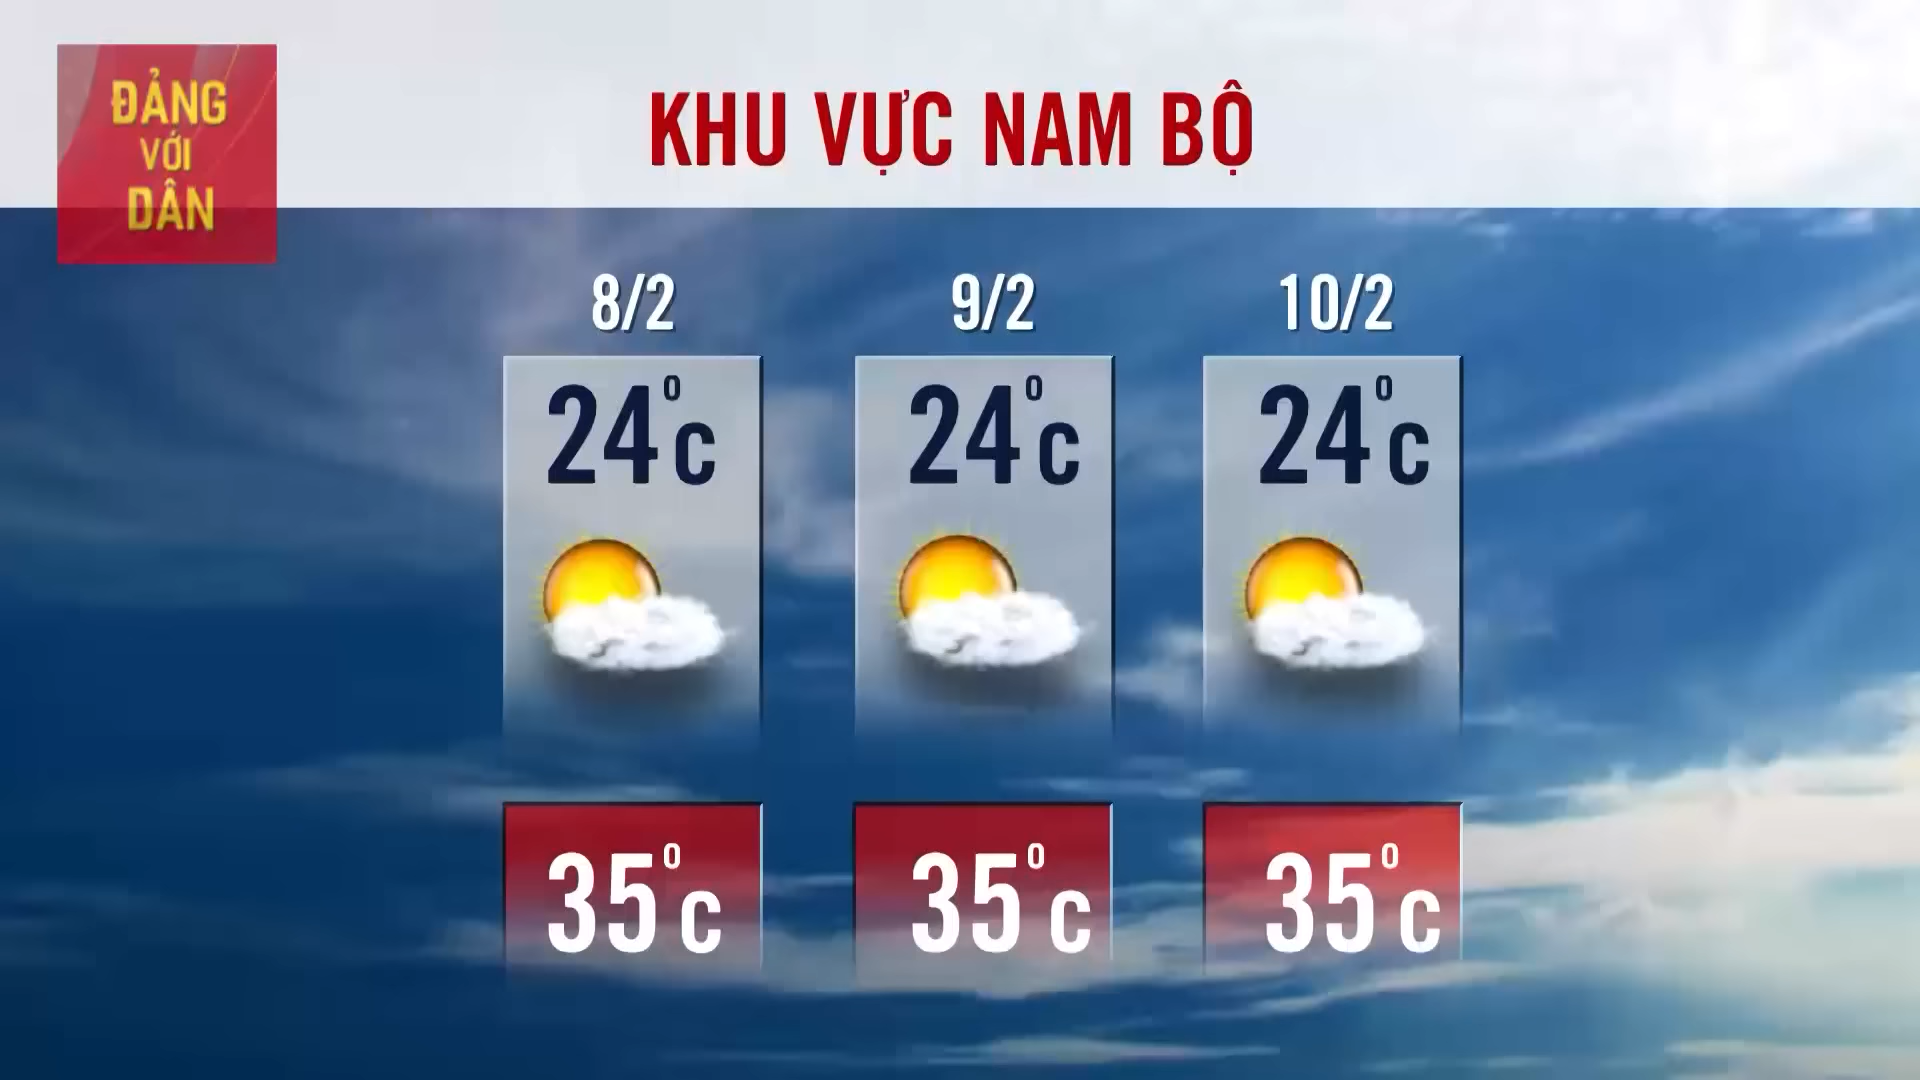 ĐẢNG
VỚI
DÂN
KHU VỰC NAM BỘ
8/2 9/2 10/2
24°C 24°C 24°C
35°C 35°C 35°C